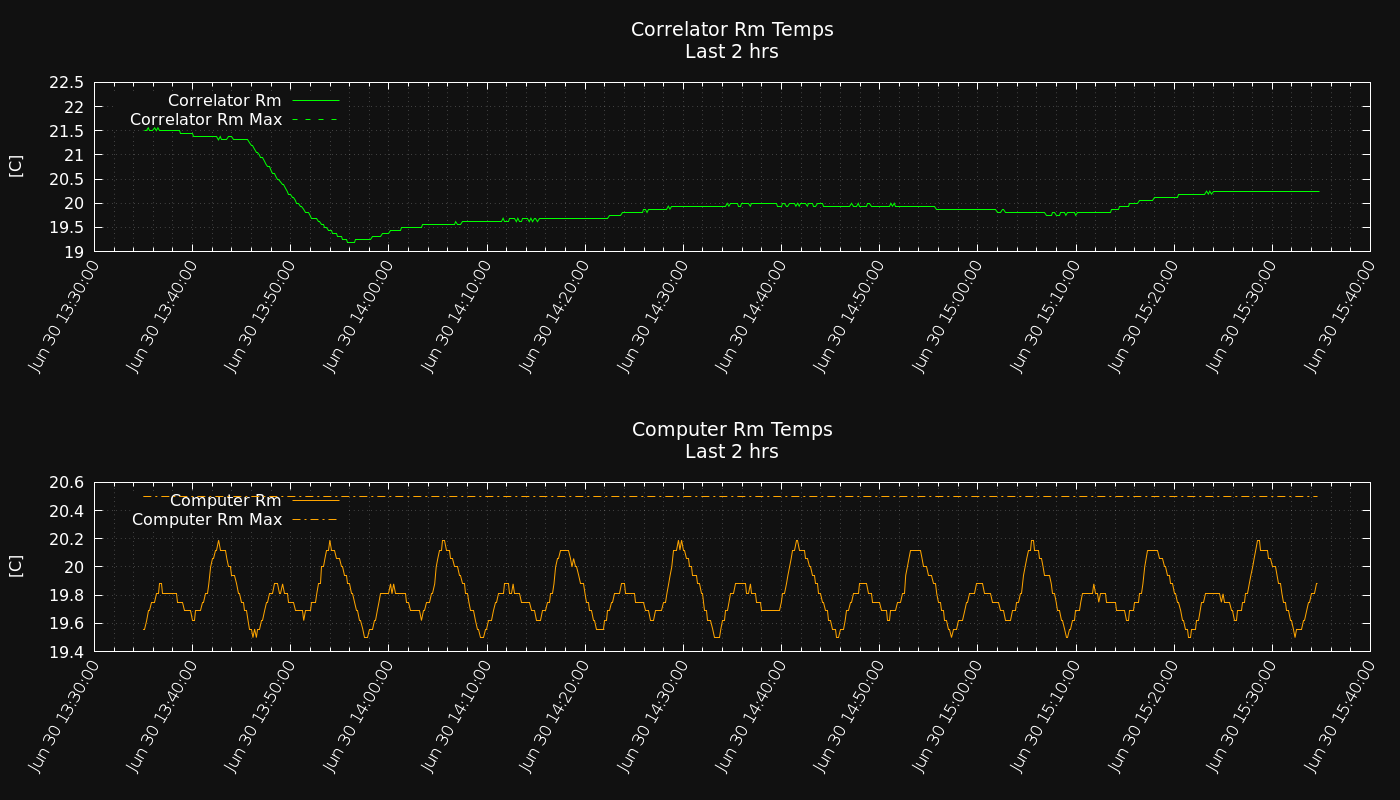 Correlator Rm Temps
Last 2 hrs
22.5
22
21.5
21
20.5
20
19.5
19
[C]
Correlator Rm
Correlator Rm Max
Jun 30 13:30:00
Jun 30 13:40:00
Jun 30 13:50:00
Jun 30 14:00:00
Jun 30 14:10:00
Jun 30 14:20:00
Jun 30 14:30:00
Jun 30 14:40:00
Jun 30 14:50:00
Jun 30 15:00:00
Jun 30 15:10:00
Jun 30 15:20:00
Jun 30 15:30:00
Jun 30 15:40:00
Computer Rm Temps
Last 2 hrs
20.6
20.4
20.2
20
19.8
19.6
19.4
[C]
Computer Rm
Computer Rm Max
Jun 30 13:30:00
Jun 30 13:40:00
Jun 30 13:50:00
Jun 30 14:00:00
Jun 30 14:10:00
Jun 30 14:20:00
Jun 30 14:30:00
Jun 30 14:40:00
Jun 30 14:50:00
Jun 30 15:00:00
Jun 30 15:10:00
Jun 30 15:20:00
Jun 30 15:30:00
Jun 30 15:40:00